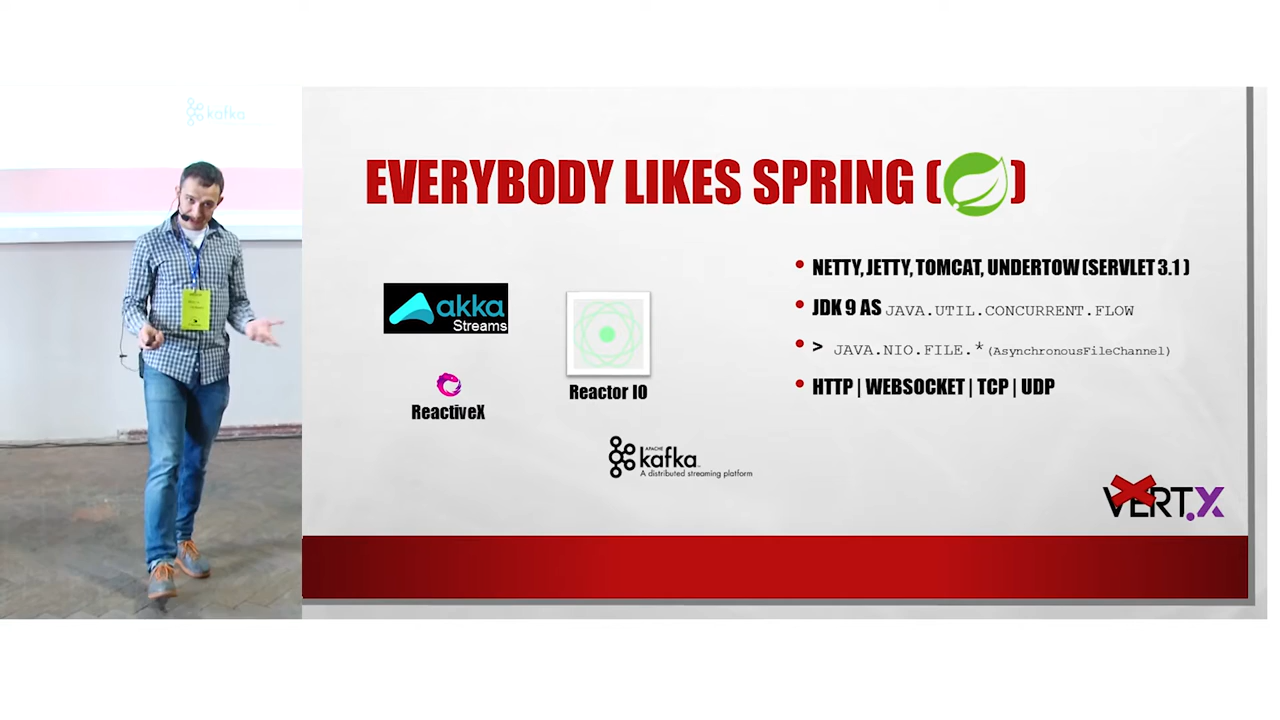 kafka
EVERYBODY LIKES SPRING ( )
akka
Streams
ReactiveX
Reactor IO
APACHE
kafka
A distributed streaming platform
• NETTY, JETTY, TOMCAT, UNDERTOW (SERVLET 3.1 )
• JDK 9 AS JAVA.UTIL.CONCURRENT.FLOW
• > JAVA.NIO.FILE.* (AsynchronousFileChannel)
• HTTP | WEBSOCKET | TCP | UDP
VERT.X